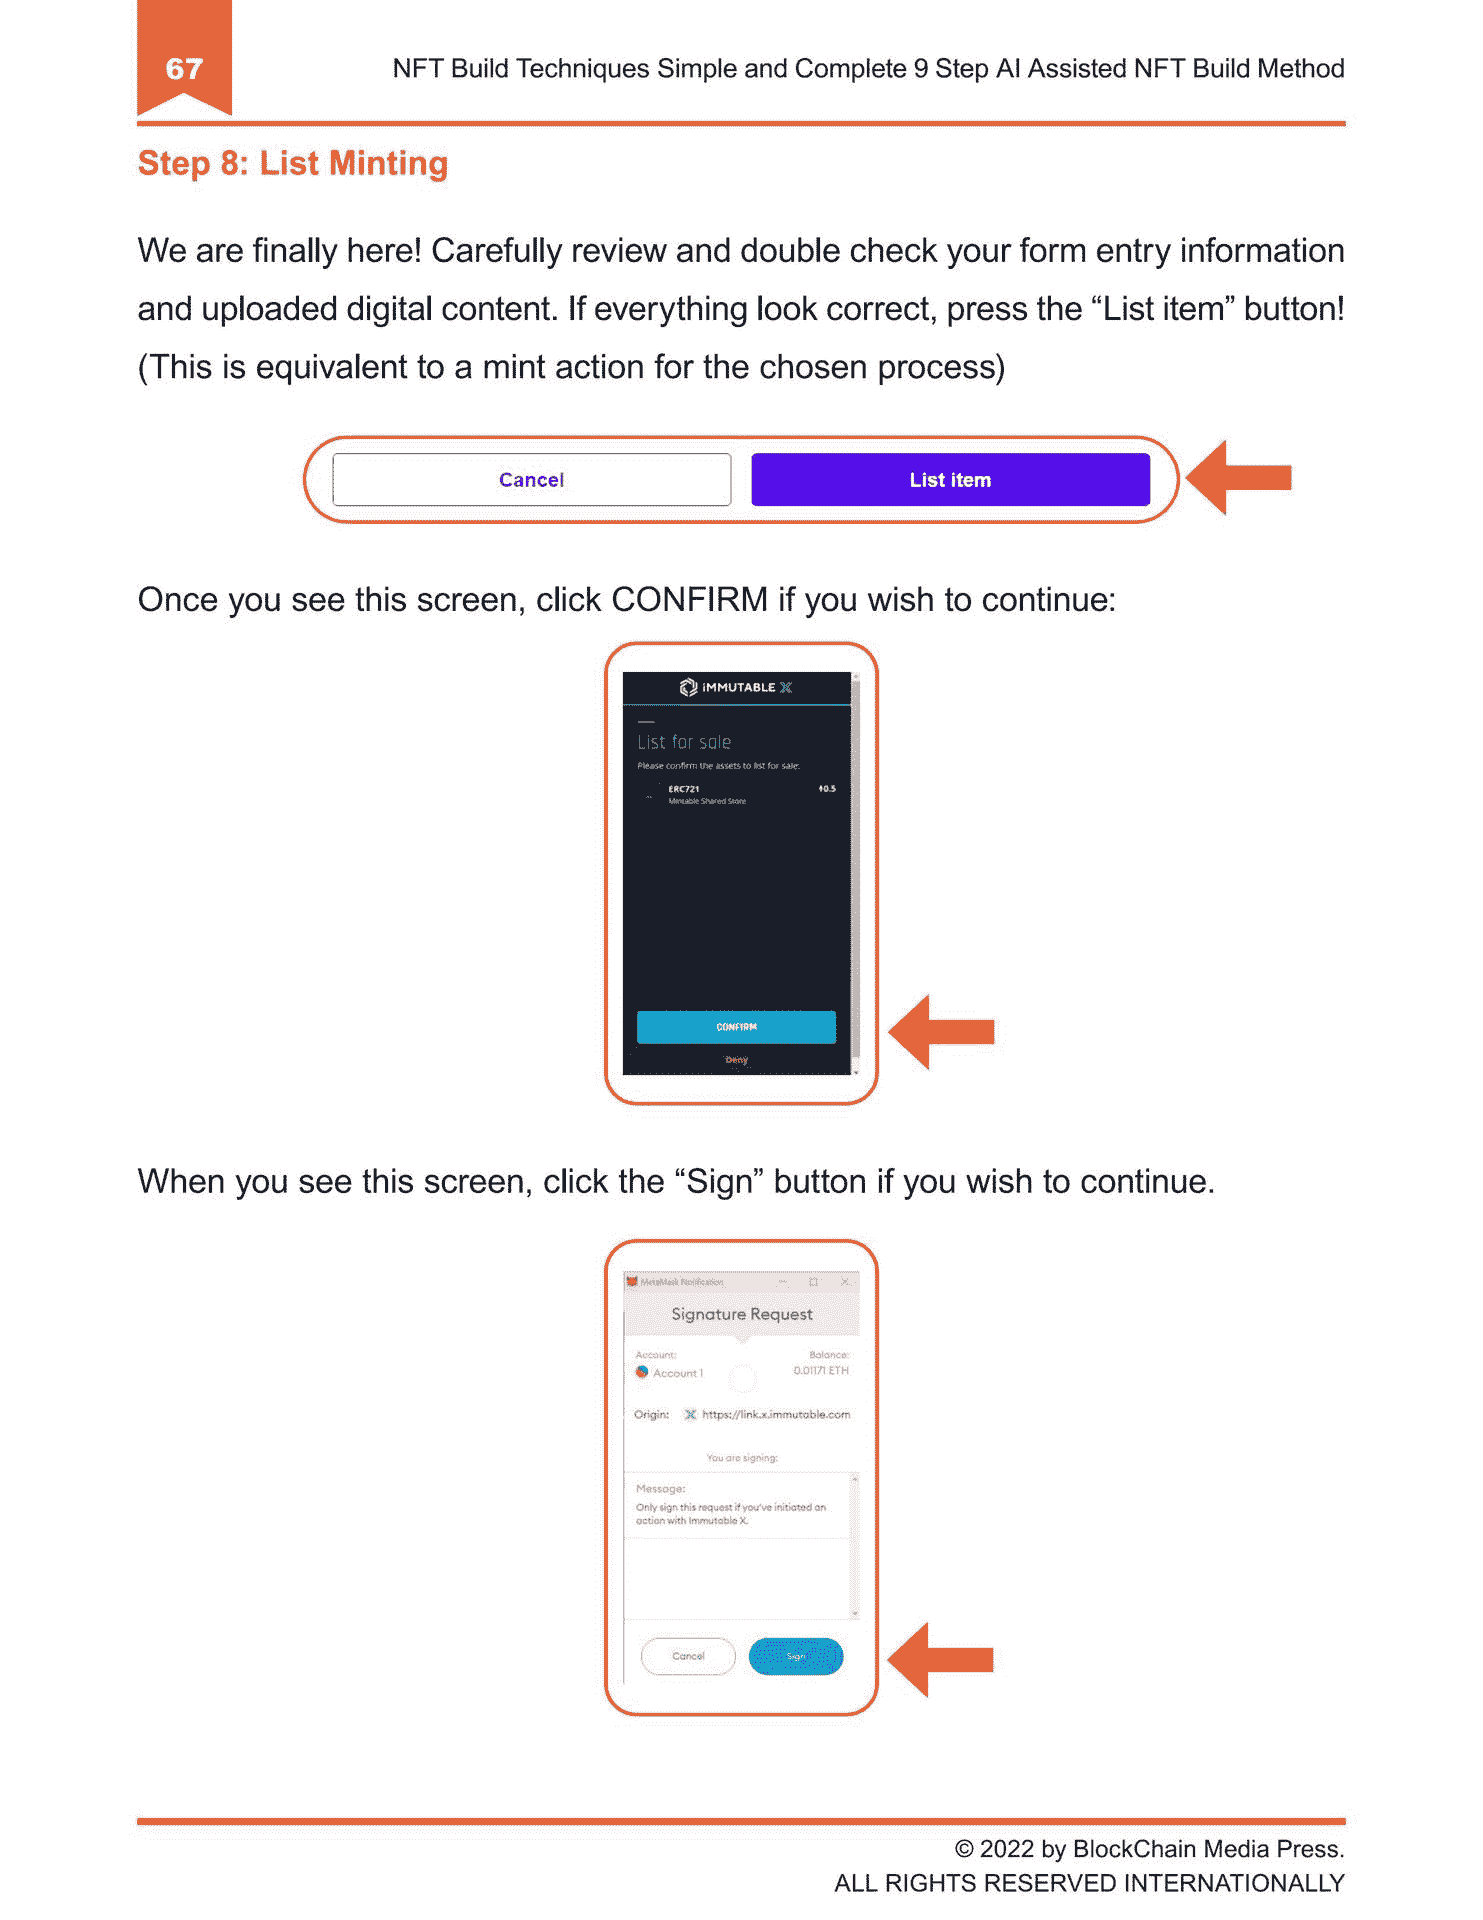 67
NFT Build Techniques Simple and Complete 9 Step AI Assisted NFT Build Method
Step 8: List Minting
We are finally here! Carefully review and double check your form entry information
and uploaded digital content. If everything look correct, press the “List item” button!
(This is equivalent to a mint action for the chosen process)
Cancel
List item
Once you see this screen, click CONFIRM if you wish to continue:
IMMUTABLE X
List for sale
Please confirm the assets to list for sale.
ERC721
0.5
Mintable Shared Store
CONFIRM
Deny
When you see this screen, click the “Sign” button if you wish to continue.
MetaMask Notification
Signature Request
Account:
Balance:
Account 1
0.01171 ETH
Origin: https://link.x.immutable.com
You are signing:
Message:
Only sign this request if you’ve initiated an
action with Immutable X.
Cancel
Sign
© 2022 by BlockChain Media Press.
ALL RIGHTS RESERVED INTERNATIONALLY